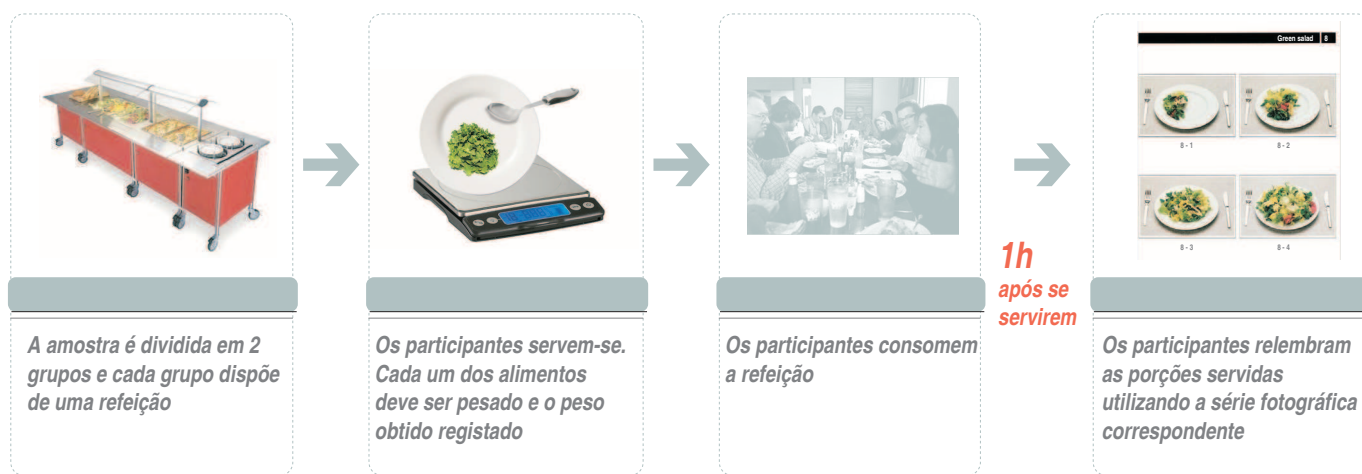 A amostra é dividida em 2
grupos e cada grupo dispõe
de uma refeição
Os participantes servem-se.
Cada um dos alimentos
deve ser pesado e o peso
obtido registado
Os participantes consomem
a refeição
1h
após se
servirem
Green salad 8
8 - 1
8 - 2
8 - 3
8 - 4
Os participantes relembram
as porções servidas
utilizando a série fotográfica
correspondente